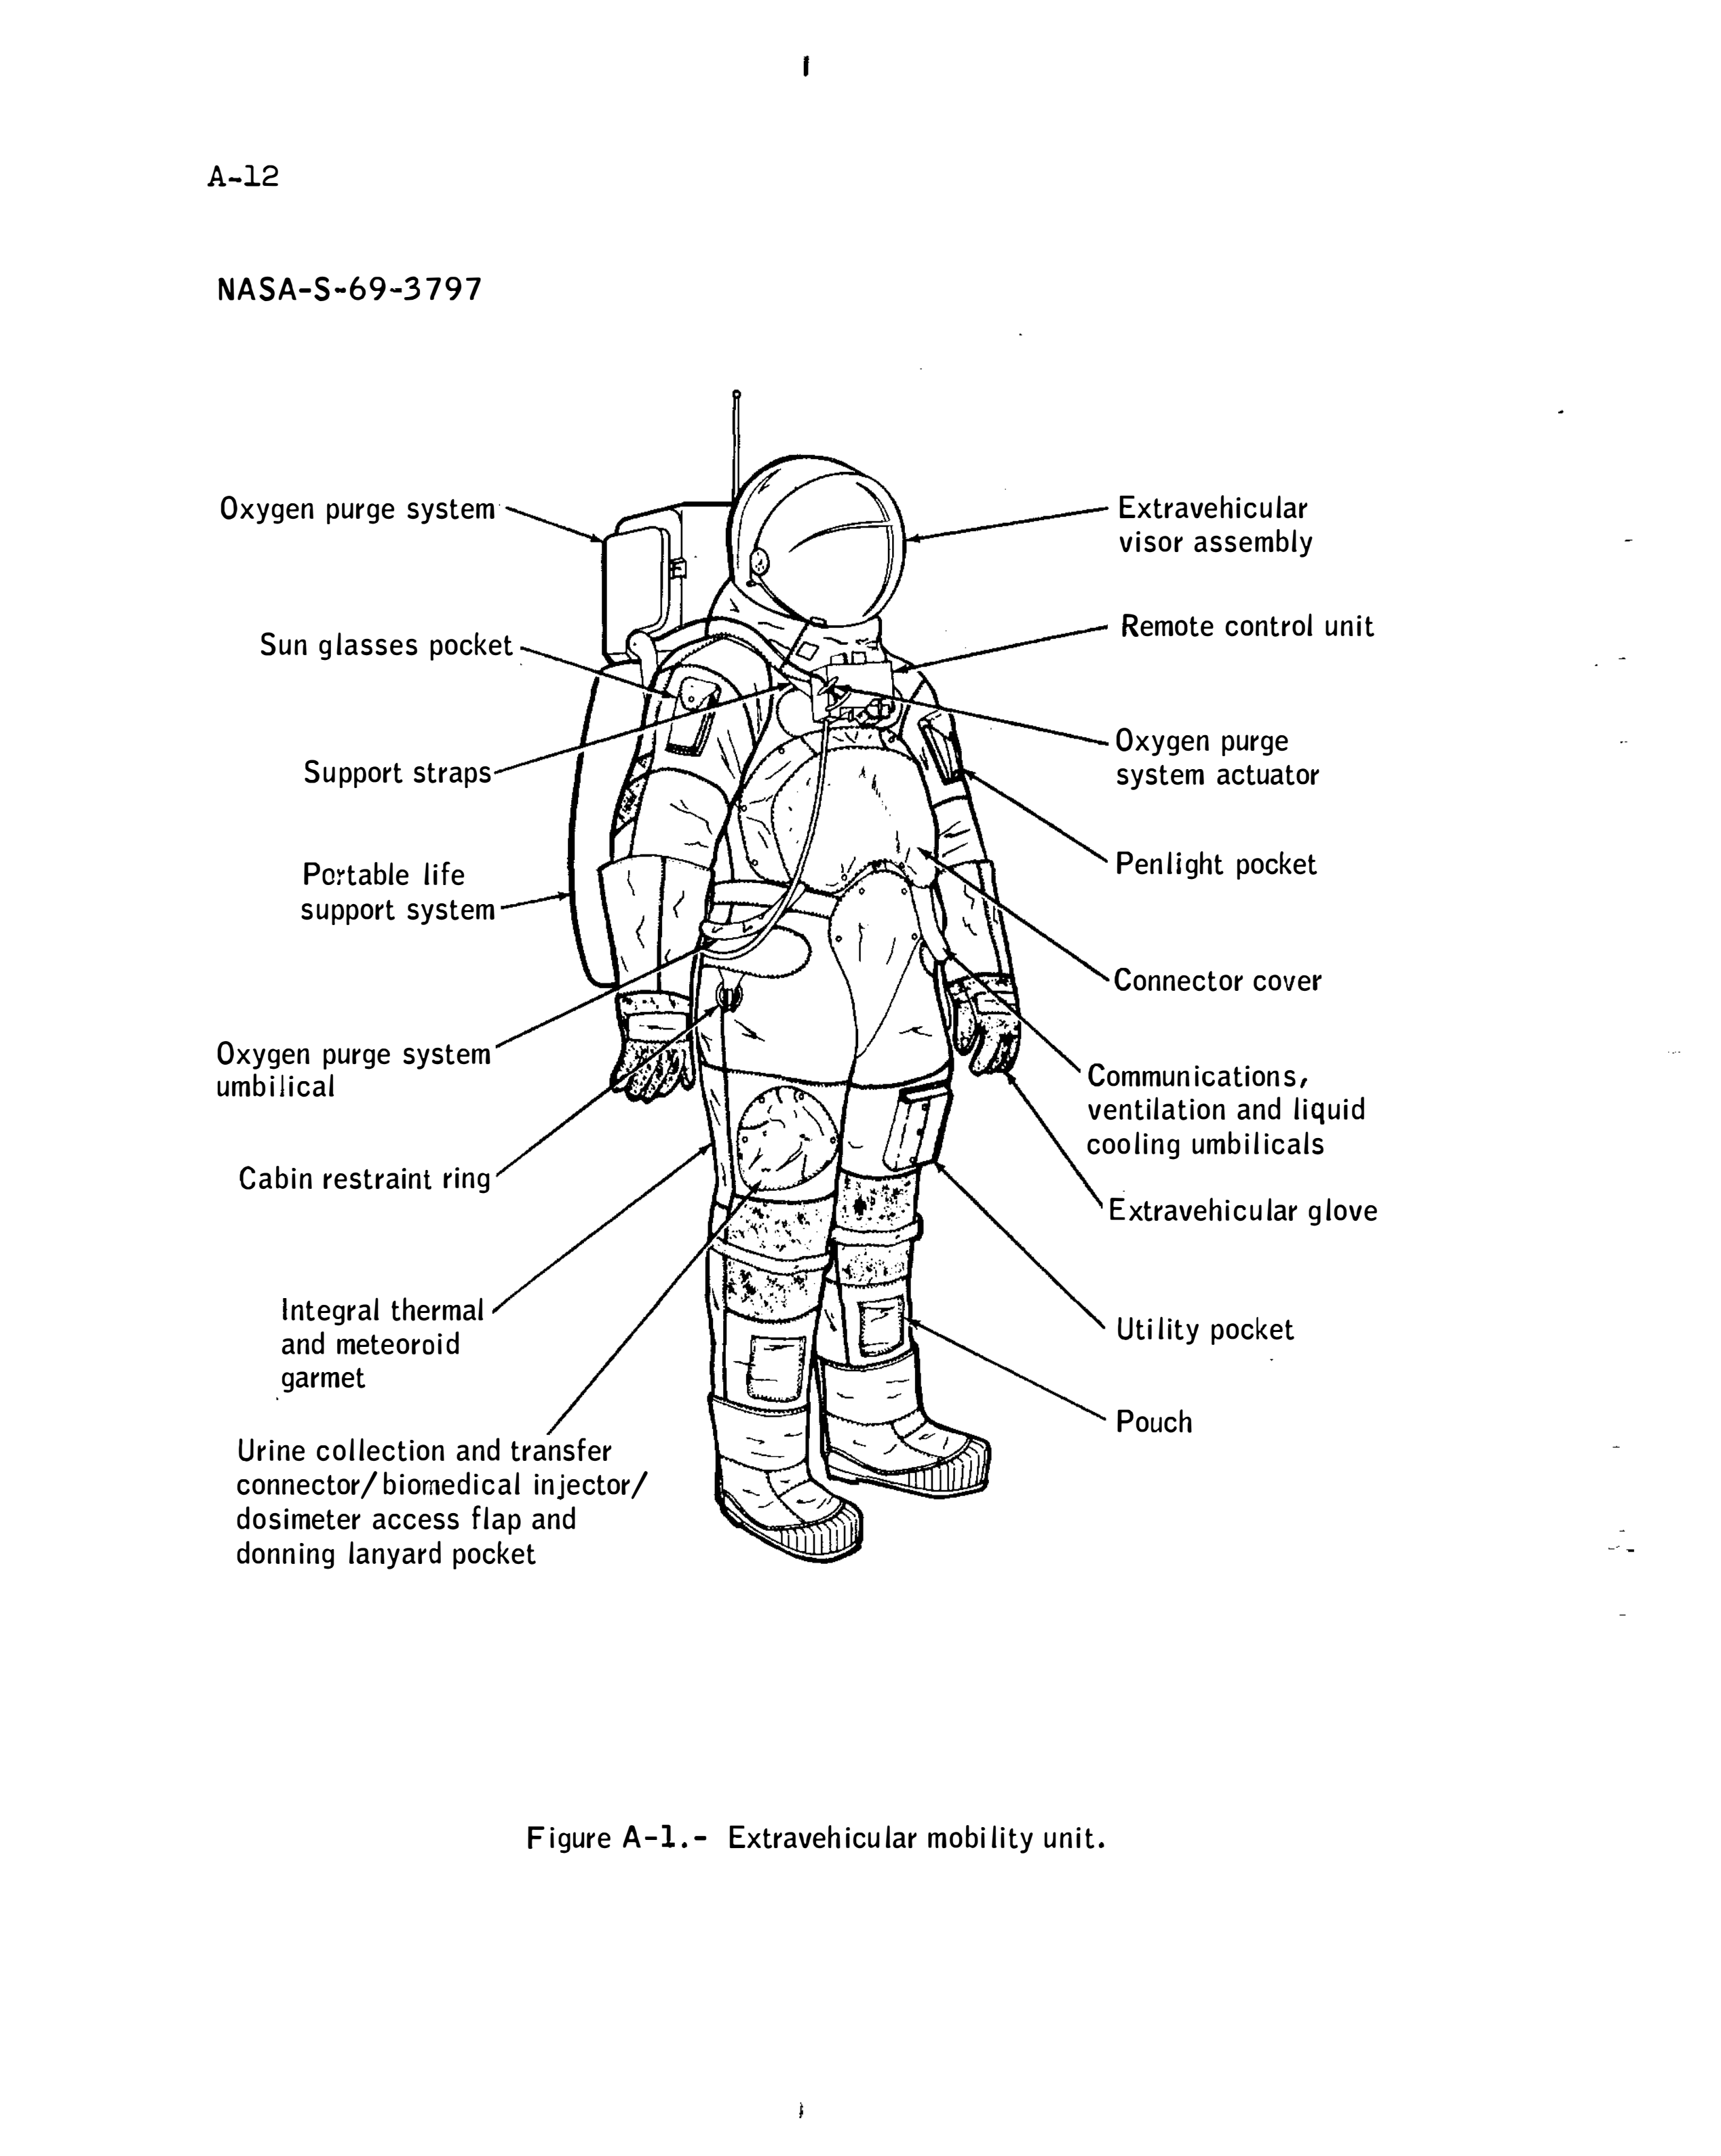 A-12
NASA-S-69-3797
Oxygen purge system
Sun glasses pocket
Support straps
Portable life
support system
Oxygen purge system
umbilical
Cabin restraint ring
Integral thermal
and meteoroid
garmet
Urine collection and transfer
connector/biomedical injector/
dosimeter access flap and
donning lanyard pocket
Extravehicular
visor assembly
Remote control unit
Oxygen purge
system actuator
Penlight pocket
Connector cover
Communications,
ventilation and liquid
cooling umbilicals
Extravehicular glove
Utility pocket
Pouch
Figure A-1.- Extravehicular mobility unit.